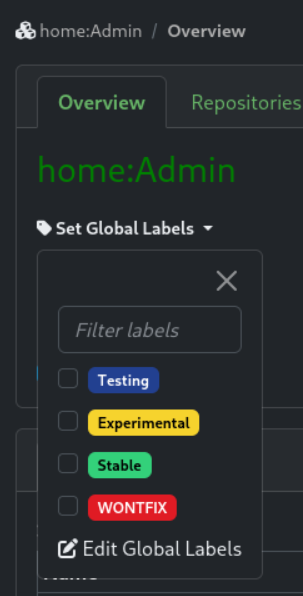 home:Admin / Overview
Overview Repositories
home:Admin
Set Global Labels
Filter labels
Testing
Experimental
Stable
WONTFIX
Edit Global Labels